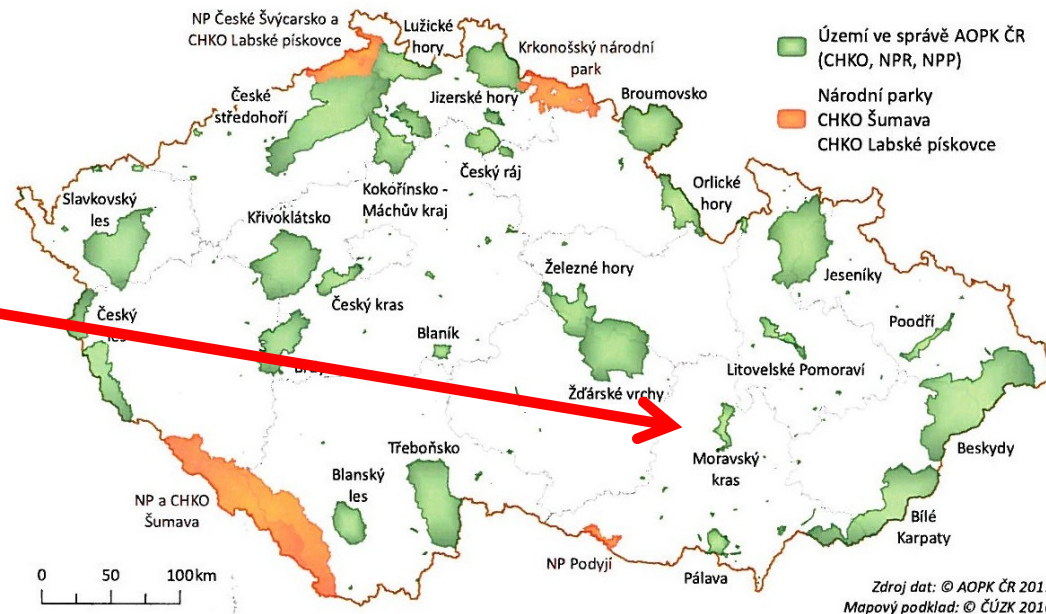 NP České Švýcarsko a
CHKO Labské pískovce
Lužické
hory
Krkonošský národní
park
Území ve správě AOPK ČR
(CHKO, NPR, NPP)
Národní parky
CHKO Šumava
CHKO Labské pískovce
České
středohoří
Jizerské hory
Broumovsko
Český ráj
Kokořínsko -
Máchův kraj
Orlické
hory
Slavkovský
les
Křivoklátsko
Jeseníky
Železné hory
Český kras
Český
Poodří
Blaník
Litovelské Pomoraví
Žďárské vrchy
Třeboňsko
Moravský
kras
Beskydy
Blanský
les
NP a CHKO
Šumava
Bílé
Karpaty
NP Podyjí
Pálava
0 50 100km
Zdroj dat: © AOPK ČR 201
Mapový podklad: © ČÚZK 201